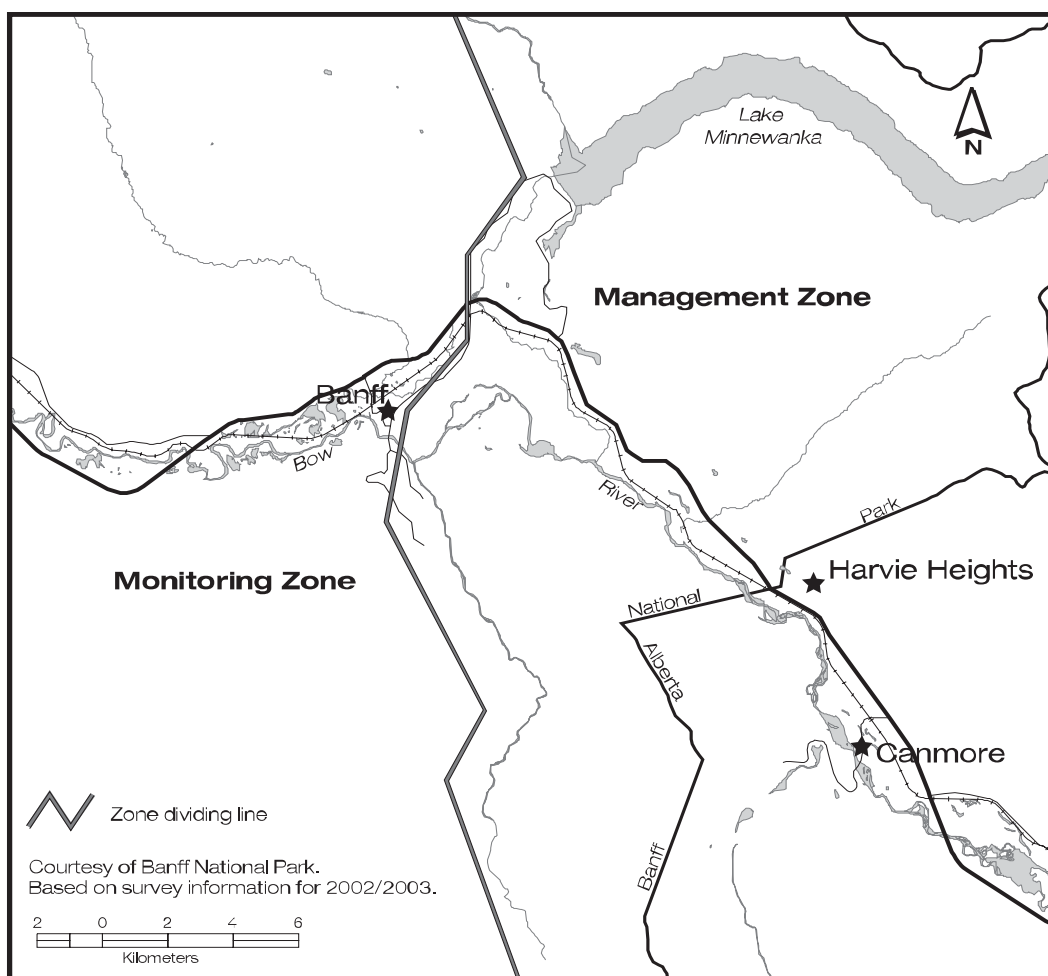 Lake
Minnewanka
N
Management Zone
Banff
Bow
River
Park
Monitoring Zone
Harvie Heights
National
Alberta
Canmore
Banff
Zone dividing line
Courtesy of Banff National Park.
Based on survey information for 2002/2003.
2 0 2 4 6
Kilometers